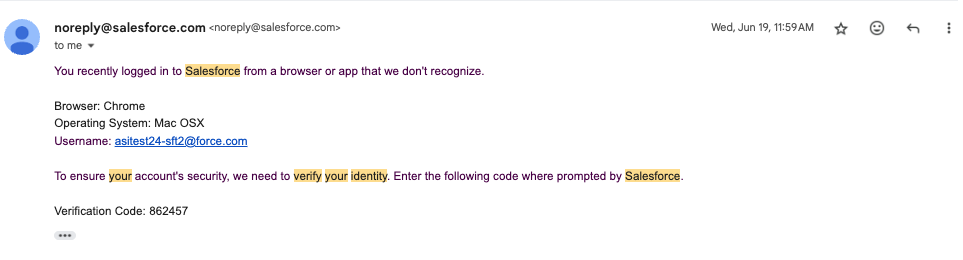 noreply@salesforce.com <noreply@salesforce.com>
Wed, Jun 19, 11:59 AM
to me
You recently logged in to Salesforce from a browser or app that we don't recognize.
Browser: Chrome
Operating System: Mac OSX
Username: asitest24-sft2@force.com
To ensure your account's security, we need to verify your identity. Enter the following code where prompted by Salesforce.
Verification Code: 862457